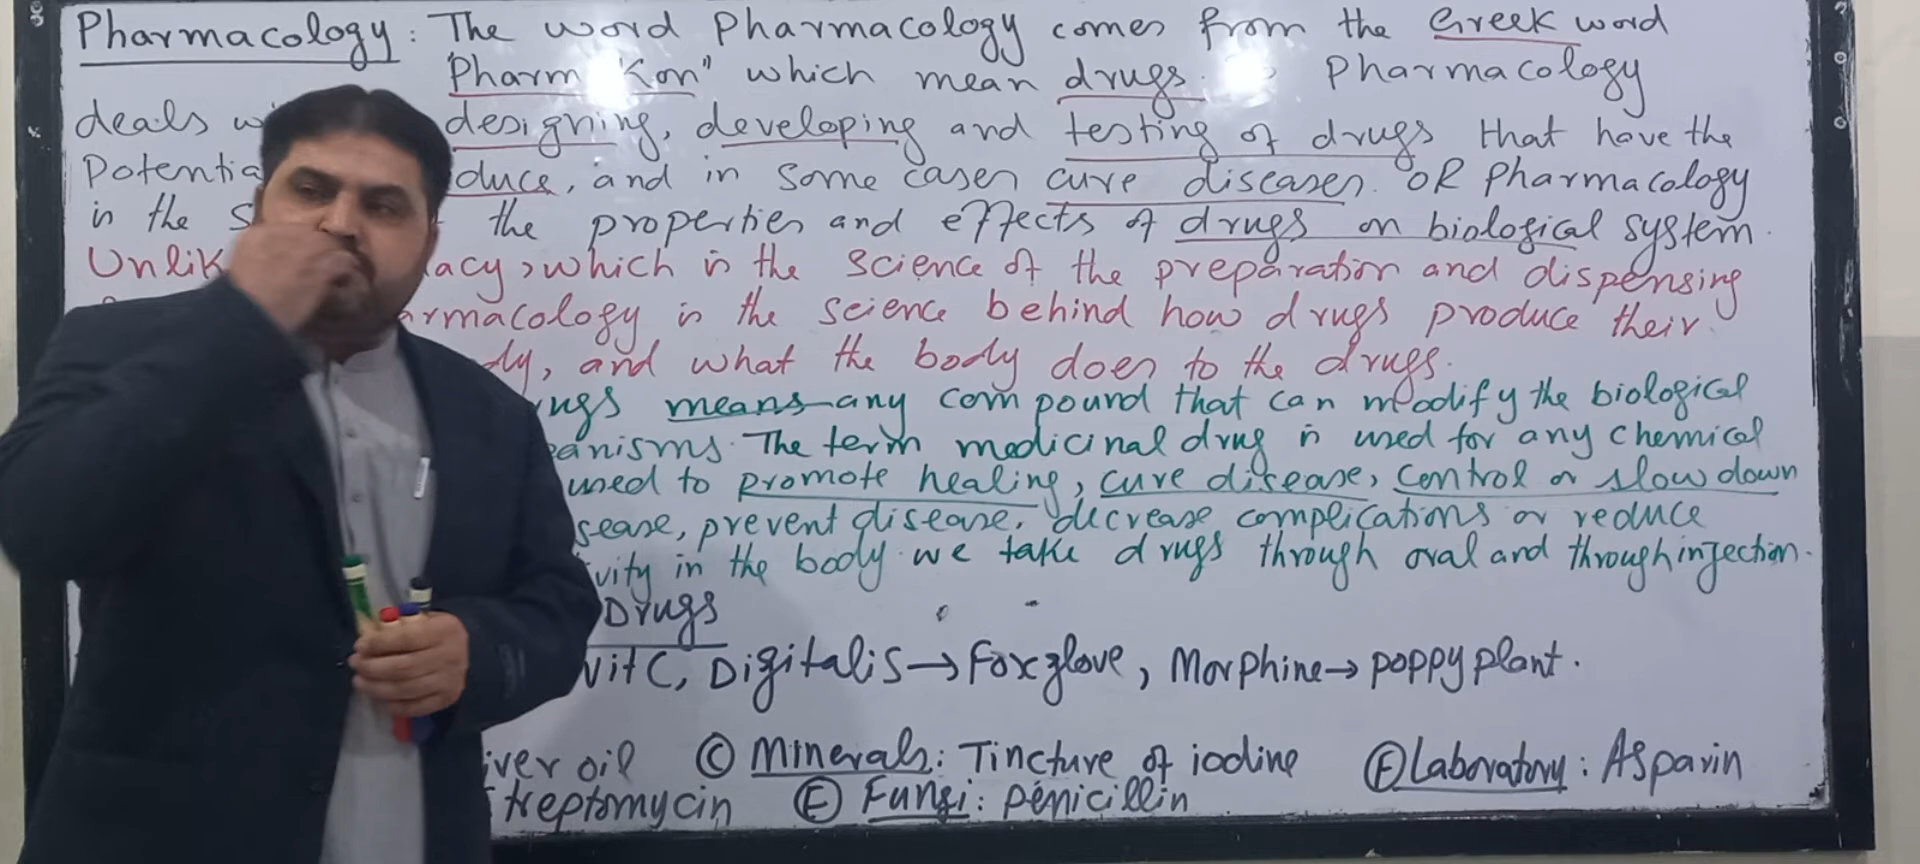 Pharmacology: The word Pharmacology comes from the Greek word
"Pharm Kon" which mean drugs. Pharmacology
deals designing, developing and testing of drugs that have the
Potentia duce, and in some cases cure diseases. OR Pharmacology
is the the properties and effects of drugs on biological system.
Unlik acy, which is the science of the preparation and dispensing
armacology is the science behind how drugs produce their
dy, and what the body does to the drugs.
ugs means any compound that can modify the biological
anisms. The term medicinal drug is used for any chemical
used to promote healing, cure disease, control or slow down
sease, prevent disease, decrease complications or reduce
vity in the body. we take drugs through oral and through injection.
Drugs
Vit C, Digitalis → Foxglove, Morphine → poppy plant.
iver oil Ⓒ Minerals: Tincture of iodine Ⓕ Laboratory: Asparin
treptomycin Ⓔ Fungi: penicillin